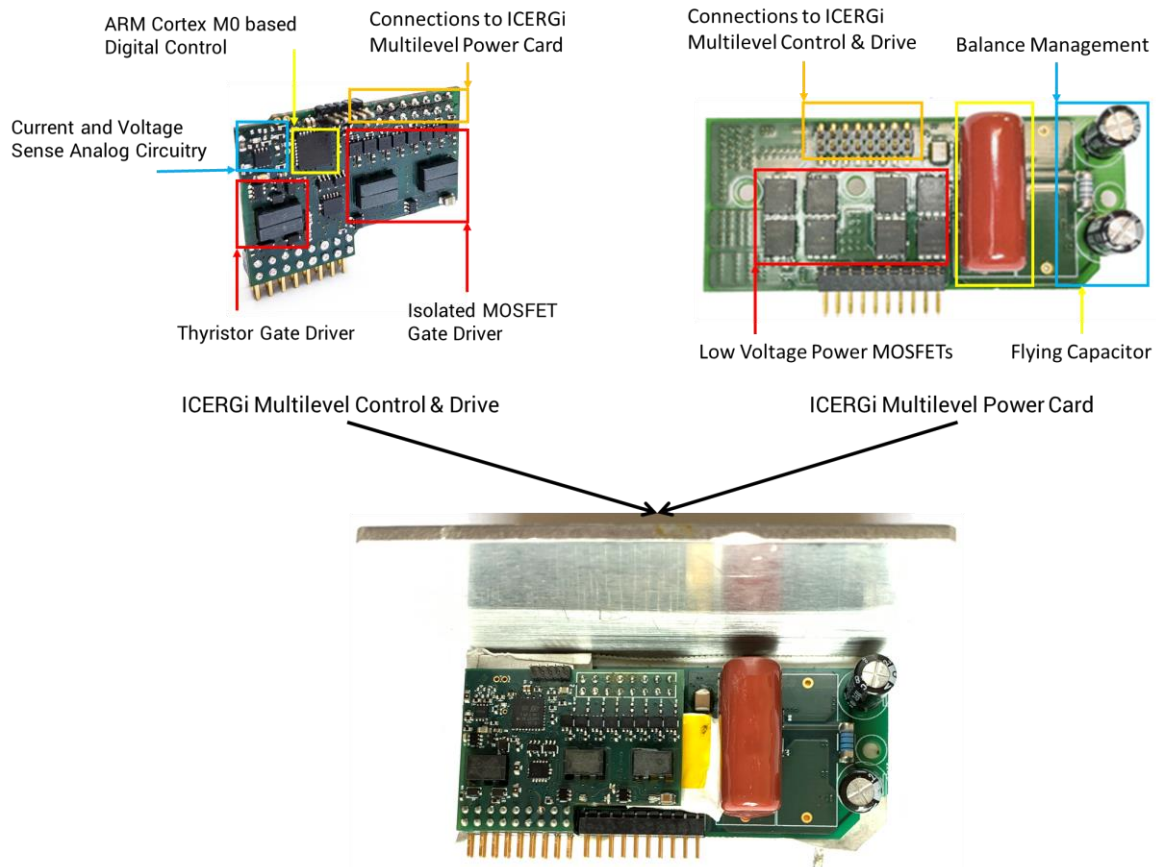 ARM Cortex M0 based
Digital Control
Connections to ICERGi
Multilevel Power Card
Current and Voltage
Sense Analog Circuitry
Thyristor Gate Driver
Isolated MOSFET
Gate Driver
Connections to ICERGi
Multilevel Control & Drive
Balance Management
Low Voltage Power MOSFETs
Flying Capacitor
ICERGi Multilevel Control & Drive
ICERGi Multilevel Power Card